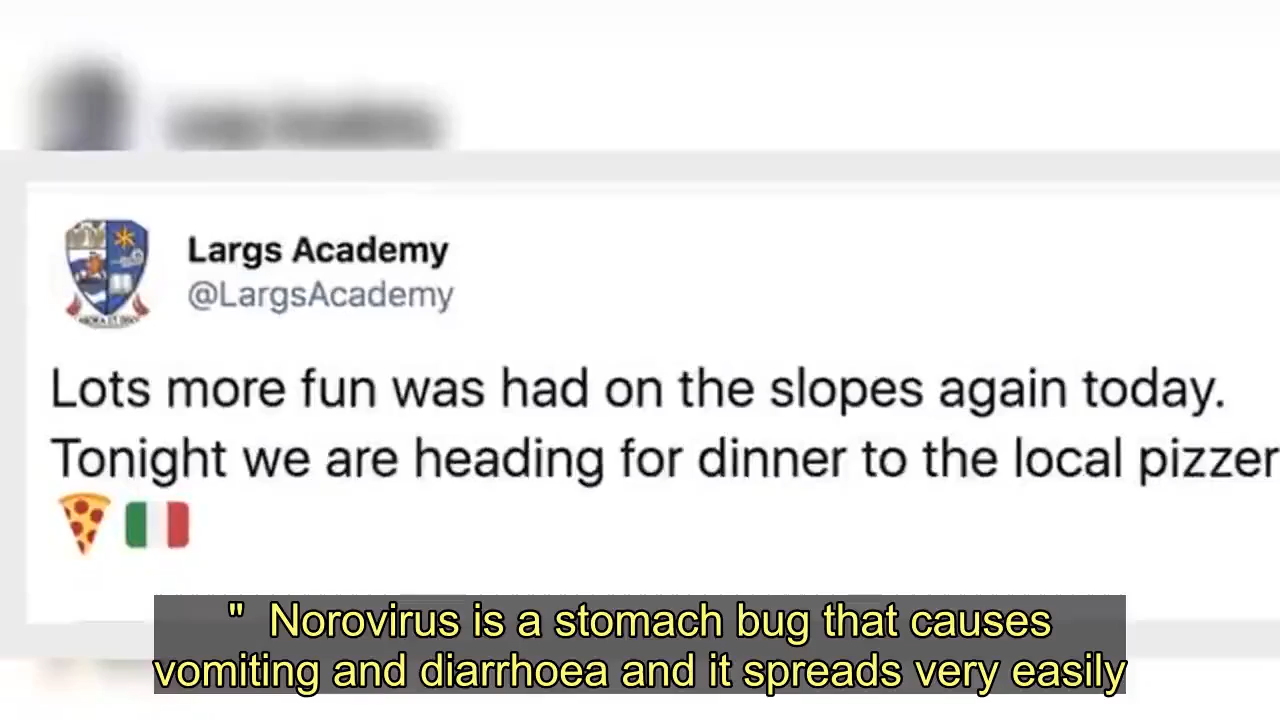 Largs Academy
@LargsAcademy
Lots more fun was had on the slopes again today.
Tonight we are heading for dinner to the local pizzer
" Norovirus is a stomach bug that causes
vomiting and diarrhoea and it spreads very easily